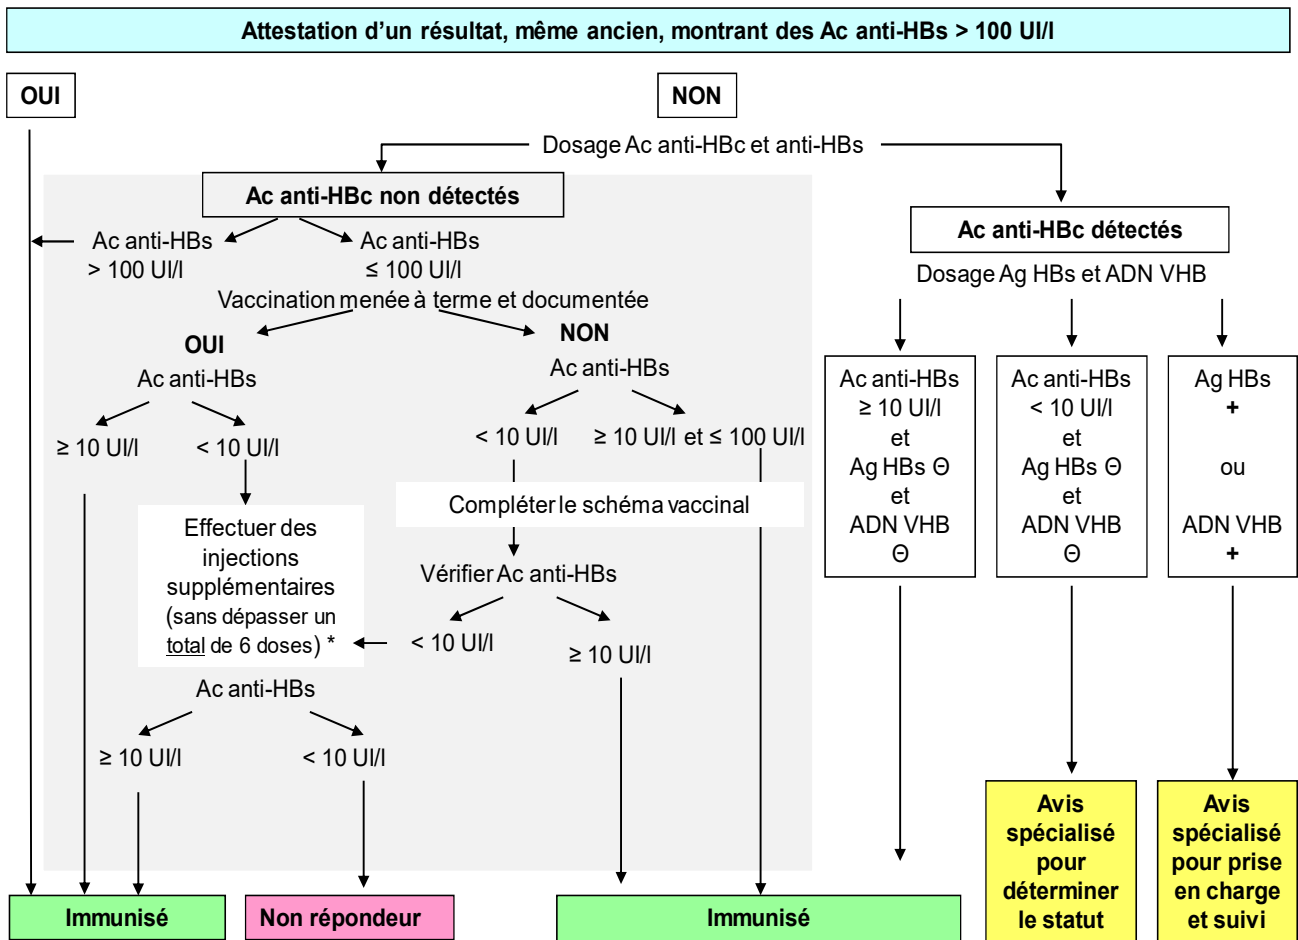 Attestation d’un résultat, même ancien, montrant des Ac anti-HBs > 100 UI/l
OUI
NON
Dosage Ac anti-HBc et anti-HBs
Ac anti-HBc non détectés
Ac anti-HBs
> 100 UI/l
Ac anti-HBs
≤ 100 UI/l
Vaccination menée à terme et documentée
OUI
Ac anti-HBs
≥ 10 UI/l
< 10 UI/l
NON
Ac anti-HBs
< 10 UI/l
≥ 10 UI/l et ≤ 100 UI/l
Effectuer des
injections
supplémentaires
(sans dépasser un
total de 6 doses) *
Compléter le schéma vaccinal
Vérifier Ac anti-HBs
< 10 UI/l
≥ 10 UI/l
Ac anti-HBs
≥ 10 UI/l
< 10 UI/l
Ac anti-HBc détectés
Dosage Ag HBs et ADN VHB
Ac anti-HBs
≥ 10 UI/l
et
Ag HBs Θ
et
ADN VHB
Θ
Ac anti-HBs
< 10 UI/l
et
Ag HBs Θ
et
ADN VHB
Θ
Ag HBs
+
ou
ADN VHB
+
Immunisé
Non répondeur
Immunisé
Avis
spécialisé
pour
déterminer
le statut
Avis
spécialisé
pour prise
en charge
et suivi